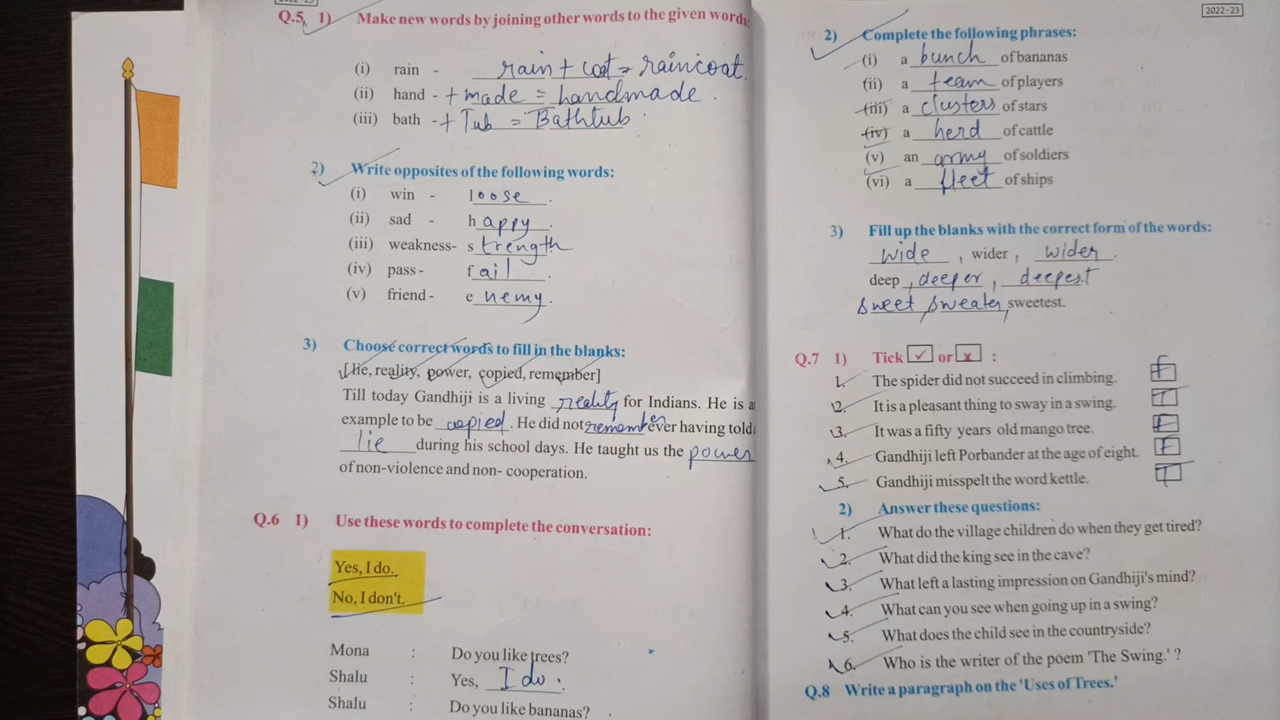 Q.5 1) Make new words by joining other words to the given words:
(i) rain - rain + coat = raincoat.
(ii) hand - + made = handmade.
(iii) bath - + Tub = Bathtub
2) Write opposites of the following words:
(i) win - loose.
(ii) sad - happy.
(iii) weakness- strength
(iv) pass - fail.
(v) friend - enemy.
3) Choose correct words to fill in the blanks:
[lie, reality, power, copied, remember]
Till today Gandhiji is a living reality for Indians. He is a
example to be copied. He did not remember ever having told
lie during his school days. He taught us the power
of non-violence and non- cooperation.
Q.6 1) Use these words to complete the conversation:
Yes, I do.
No, I don't.
Mona : Do you like trees?
Shalu : Yes, I do.
Shalu : Do you like bananas?
2022-23
2) Complete the following phrases:
(i) a bunch of bananas
(ii) a team of players
(iii) a clusters of stars
(iv) a herd of cattle
(v) an army of soldiers
(vi) a fleet of ships
3) Fill up the blanks with the correct form of the words:
wide, wider, wider.
deep, deeper, deepest
sweet, sweater, sweetest.
Q.7 1) Tick ✓ or x :
1. The spider did not succeed in climbing. F
2. It is a pleasant thing to sway in a swing. T
3. It was a fifty years old mango tree. F
4. Gandhiji left Porbander at the age of eight. F
5. Gandhiji misspelt the word kettle. T
2) Answer these questions:
1. What do the village children do when they get tired?
2. What did the king see in the cave?
3. What left a lasting impression on Gandhiji's mind?
4. What can you see when going up in a swing?
5. What does the child see in the countryside?
6. Who is the writer of the poem 'The Swing.' ?
Q.8 Write a paragraph on the 'Uses of Trees.'